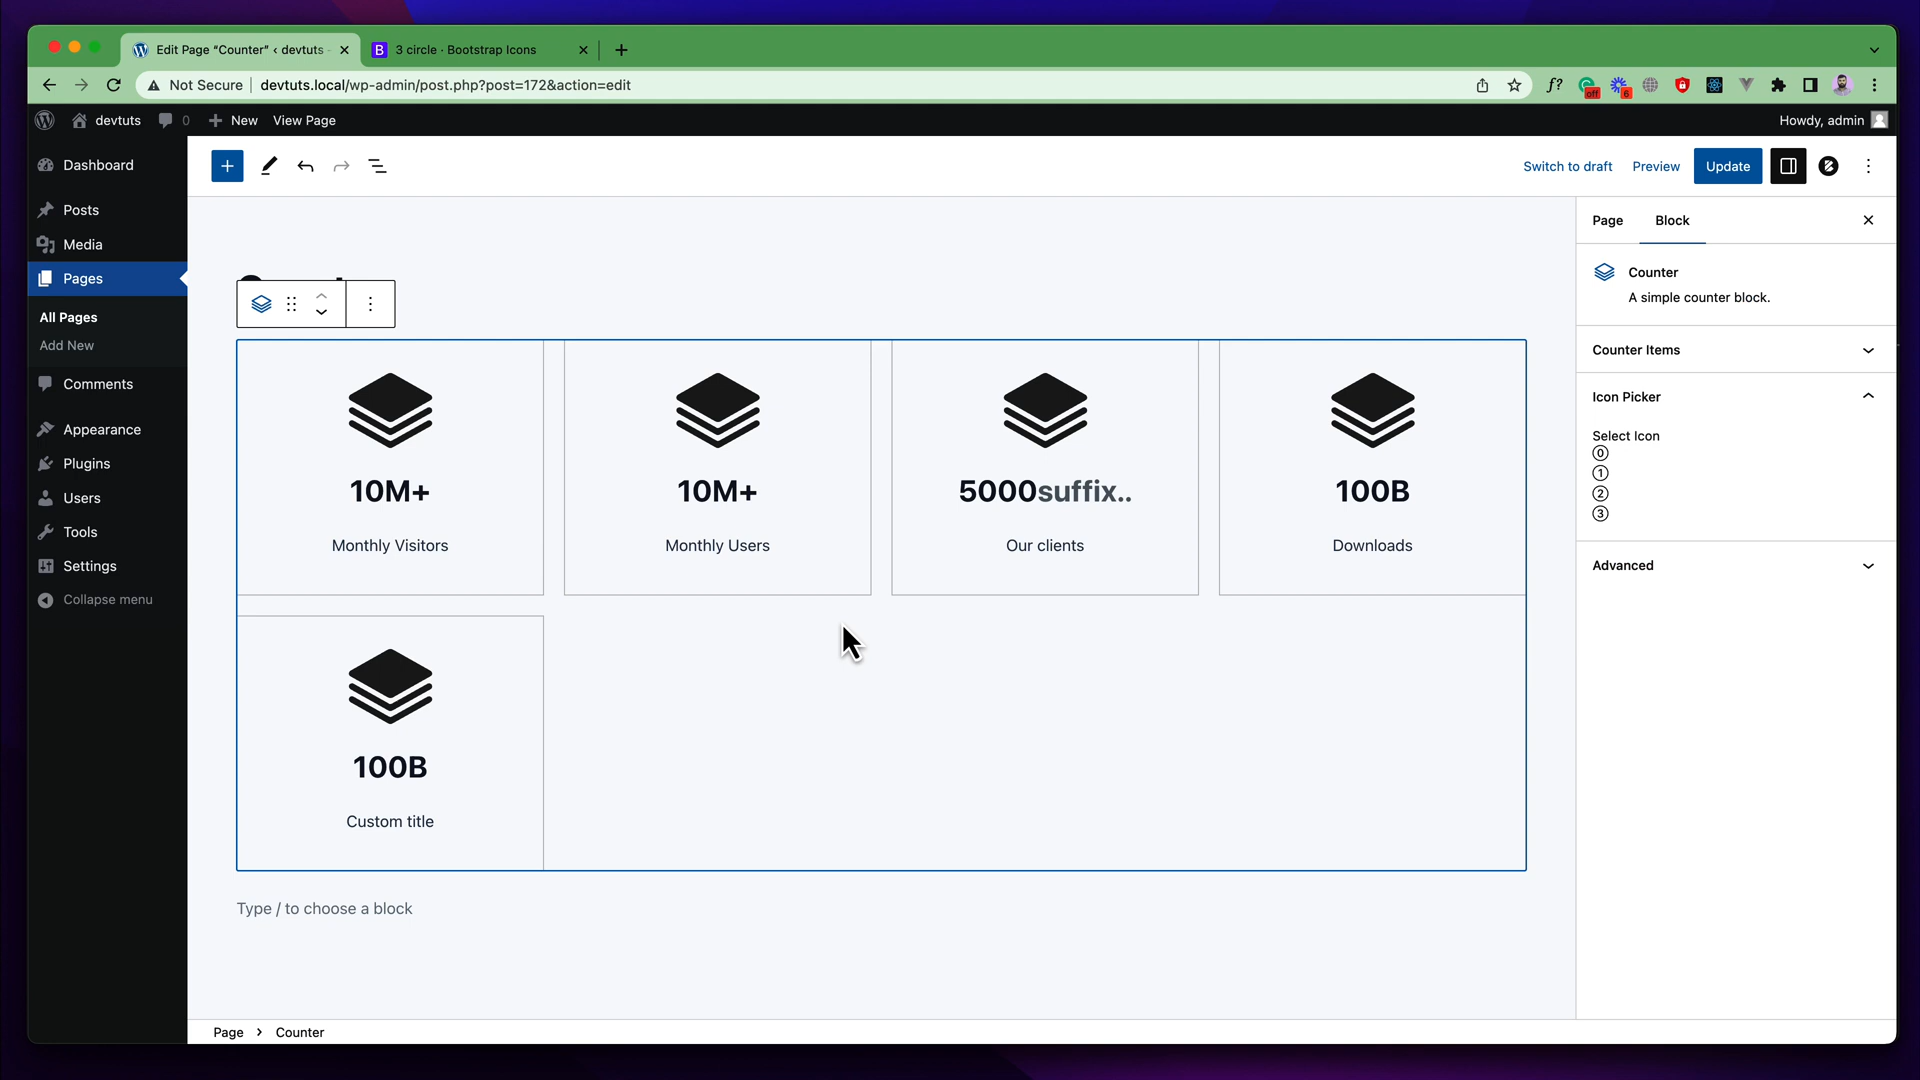 Edit Page “Counter” ‹ devtuts -
3 circle · Bootstrap Icons
Not Secure
devtuts.local/wp-admin/post.php?post=172&action=edit
f?
off
6
devtuts
0
New
View Page
Howdy, admin
Dashboard
Posts
Media
Pages
All Pages
Add New
Comments
Appearance
Plugins
Users
Tools
Settings
Collapse menu
Switch to draft
Preview
Update
10M+
Monthly Visitors
10M+
Monthly Users
5000suffix..
Our clients
100B
Downloads
100B
Custom title
Type / to choose a block
Page
Block
Counter
A simple counter block.
Counter Items
Icon Picker
Select Icon
0
1
2
3
Advanced
Page
Counter